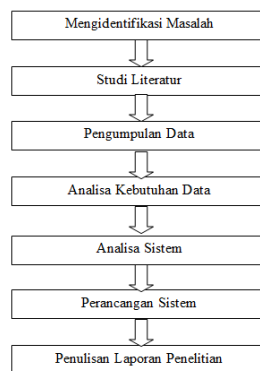 Mengidentifikasi Masalah
Studi Literatur
Pengumpulan Data
Analisa Kebutuhan Data
Analisa Sistem
Perancangan Sistem
Penulisan Laporan Penelitian